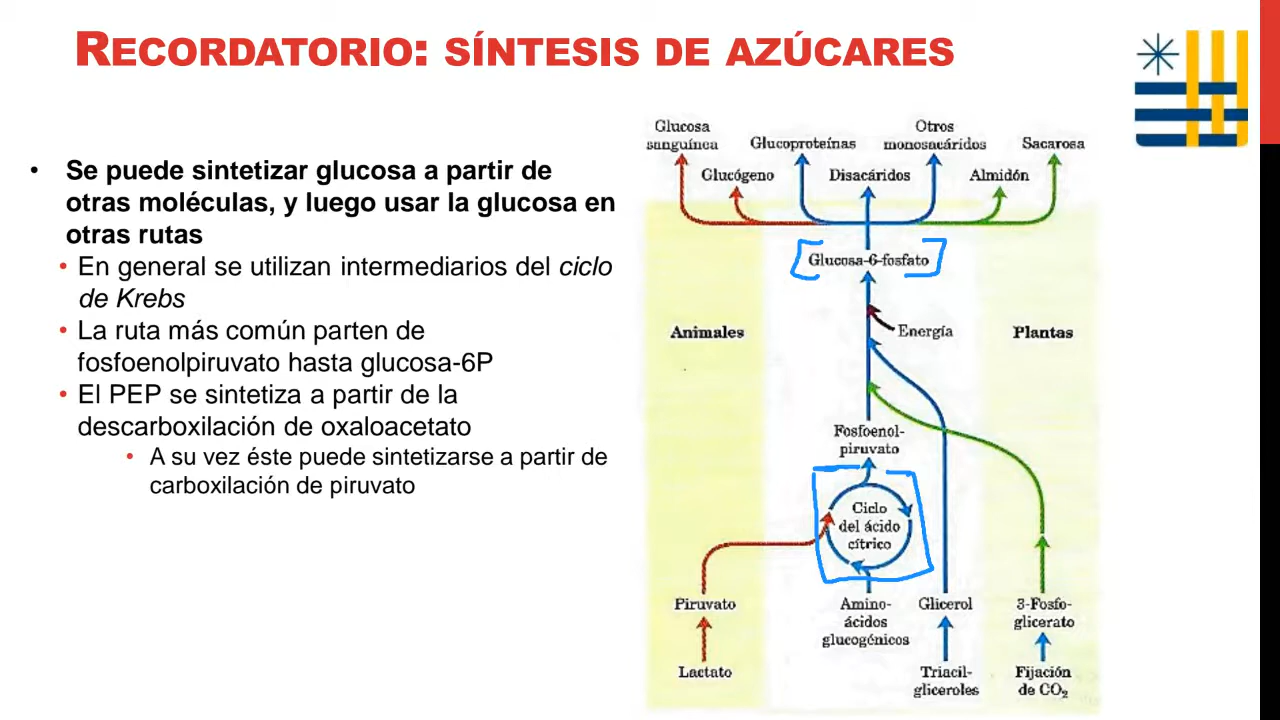 RECORDATORIO: SÍNTESIS DE AZÚCARES
• Se puede sintetizar glucosa a partir de
otras moléculas, y luego usar la glucosa en
otras rutas
• En general se utilizan intermediarios del ciclo
de Krebs
• La ruta más común parten de
fosfoenolpiruvato hasta glucosa-6P
• El PEP se sintetiza a partir de la
descarboxilación de oxaloacetato
• A su vez éste puede sintetizarse a partir de
carboxilación de piruvato
Glucosa
sanguínea
Glucoproteínas
Otros
monosacáridos
Sacarosa
Glucógeno
Disacáridos
Almidón
Glucosa-6-fosfato
Animales
Energía
Plantas
Fosfoenol-
piruvato
Ciclo
del ácido
cítrico
Piruvato
Amino-
ácidos
glucogénicos
Glicerol
3-Fosfo-
glicerato
Lactato
Triacil-
gliceroles
Fijación
de CO₂